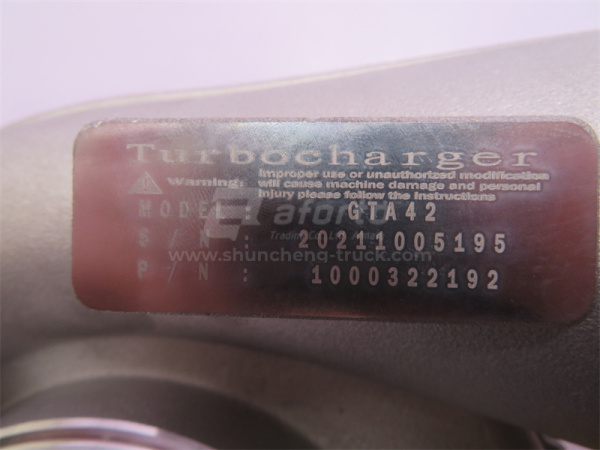 Turbocharger
Warning: Improper use or unauthorized modification
will cause machine damage and personal
injury please follow the instructions
MODEL: GTA42
S/N: 20211005195
P/N: 1000322192
aforto
www.shuncheng-truck.com